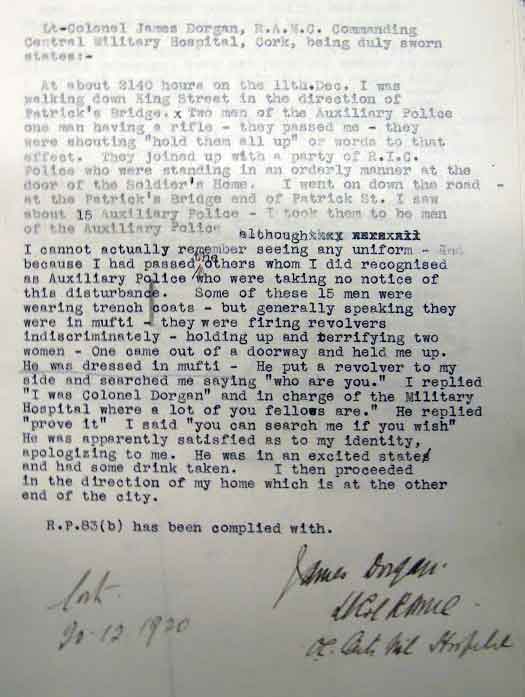 Lt-Colonel James Dorgan, R.A.M.C. Commanding
Central Military Hospital, Cork, being duly sworn
states:-
At about 2140 hours on the 11th.Dec. I was
walking down King Street in the direction of
Patrick's Bridge.x Two men of the Auxiliary Police
one man having a rifle - they passed me - they
were shouting "hold them all up" or words to that
effect. They joined up with a party of R.I.C.
Police who were standing in an orderly manner at the
door of the Soldier's Home. I went on down the road -
at the Patrick's Bridge end of Patrick St. I saw
about 15 Auxiliary Police - I took them to be men
of the Auxiliary Police although
I cannot actually remember seeing any uniform - And
because I had passed the others whom I did recognised
as Auxiliary Police who were taking no notice of
this disturbance. Some of these 15 men were
wearing trench coats - but generally speaking they
were in mufti - they were firing revolvers
indiscriminately - holding up and terrifying two
women - One came out of a doorway and held me up.
He was dressed in mufti - He put a revolver to my
side and searched me saying "who are you." I replied
"I was Colonel Dorgan" and in charge of the Military
Hospital where a lot of you fellows are." He replied
"prove it" I said "you can search me if you wish"
He was apparently satisfied as to my identity,
apologizing to me. He was in an excited state
and had some drink taken. I then proceeded
in the direction of my home which is at the other
end of the city.
R.P.83(b) has been complied with.
James Dorgan.
Lt Col RAMC.
Cork.
20-12-1920
OC. Mil Hospital